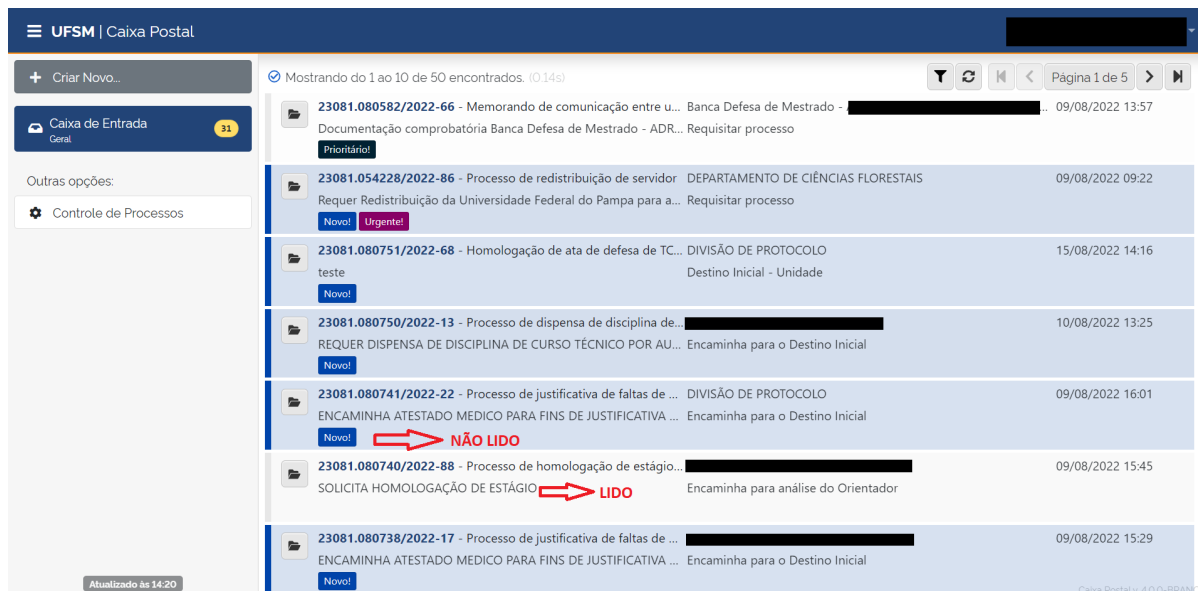 UFSM | Caixa Postal
+ Criar Novo...
Caixa de Entrada
Geral
31
Outras opções:
Controle de Processos
Atualizado às 14:20
Mostrando do 1 ao 10 de 50 encontrados. (0.14s)
Página 1 de 5
23081.080582/2022-66 - Memorando de comunicação entre u... Banca Defesa de Mestrado - ... 09/08/2022 13:57
Documentação comprobatória Banca Defesa de Mestrado - ADR... Requisitar processo
Prioritário!
23081.054228/2022-86 - Processo de redistribuição de servidor DEPARTAMENTO DE CIÊNCIAS FLORESTAIS 09/08/2022 09:22
Requer Redistribuição da Universidade Federal do Pampa para a... Requisitar processo
Novo! Urgente!
23081.080751/2022-68 - Homologação de ata de defesa de TC... DIVISÃO DE PROTOCOLO 15/08/2022 14:16
teste Destino Inicial - Unidade
Novo!
23081.080750/2022-13 - Processo de dispensa de disciplina de... 10/08/2022 13:25
REQUER DISPENSA DE DISCIPLINA DE CURSO TÉCNICO POR AU... Encaminha para o Destino Inicial
Novo!
23081.080741/2022-22 - Processo de justificativa de faltas de ... DIVISÃO DE PROTOCOLO 09/08/2022 16:01
ENCAMINHA ATESTADO MEDICO PARA FINS DE JUSTIFICATIVA ... Encaminha para o Destino Inicial
Novo! NÃO LIDO
23081.080740/2022-88 - Processo de homologação de estágio... 09/08/2022 15:45
SOLICITA HOMOLOGAÇÃO DE ESTÁGIO LIDO Encaminha para análise do Orientador
23081.080738/2022-17 - Processo de justificativa de faltas de ... 09/08/2022 15:29
ENCAMINHA ATESTADO MEDICO PARA FINS DE JUSTIFICATIVA ... Encaminha para o Destino Inicial
Novo!